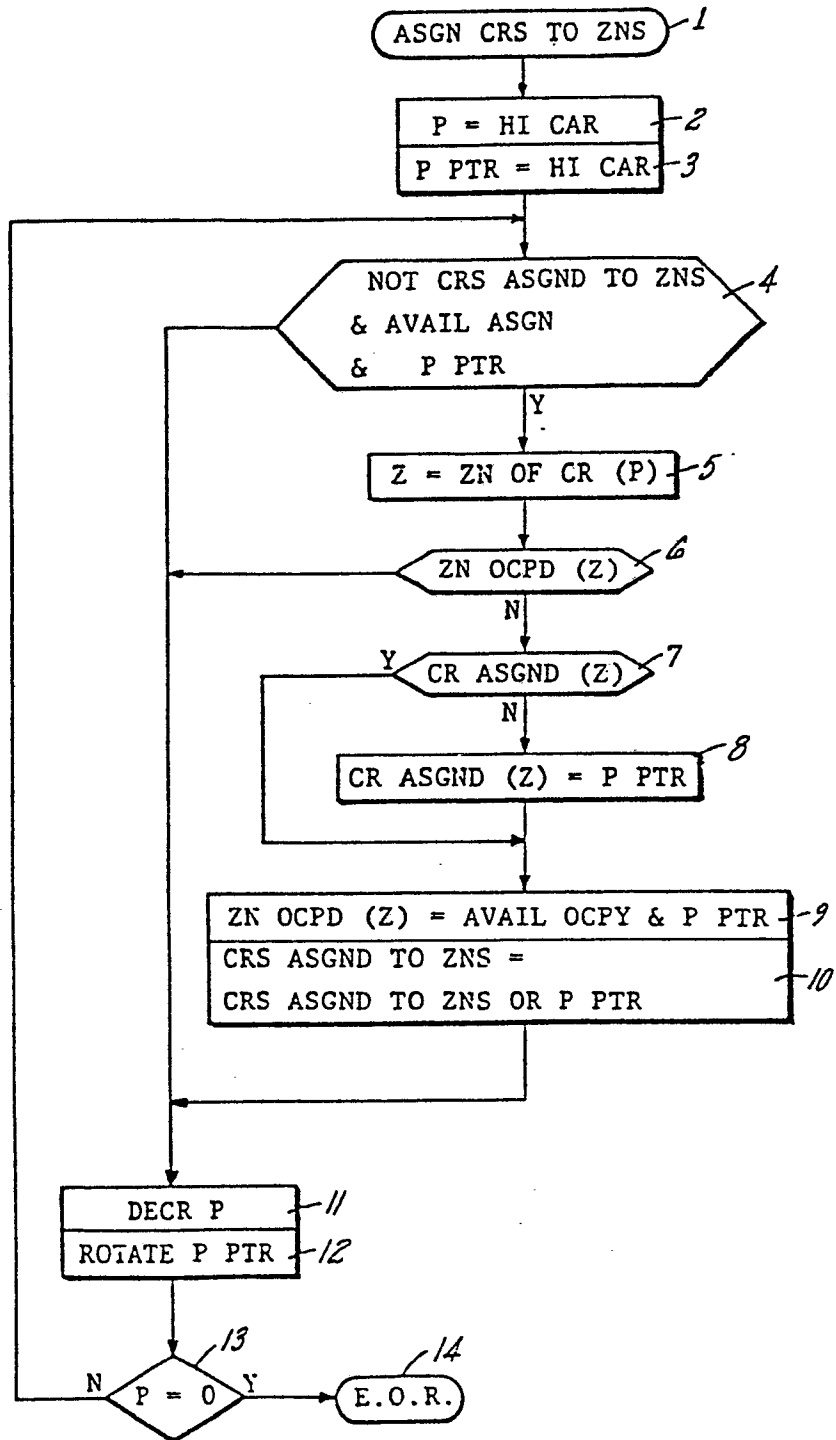 ASGN CRS TO ZNS
1
P = HI CAR
2
P PTR = HI CAR
3
NOT CRS ASGND TO ZNS
& AVAIL ASGN
& P PTR
4
Y
Z = ZN OF CR (P)
5
ZN OCPD (Z)
6
N
Y
CR ASGND (Z)
7
N
CR ASGND (Z) = P PTR
8
ZN OCPD (Z) = AVAIL OCPY & P PTR
9
CRS ASGND TO ZNS =
CRS ASGND TO ZNS OR P PTR
10
DECR P
11
ROTATE P PTR
12
13
N
P = 0
Y
14
E.O.R.